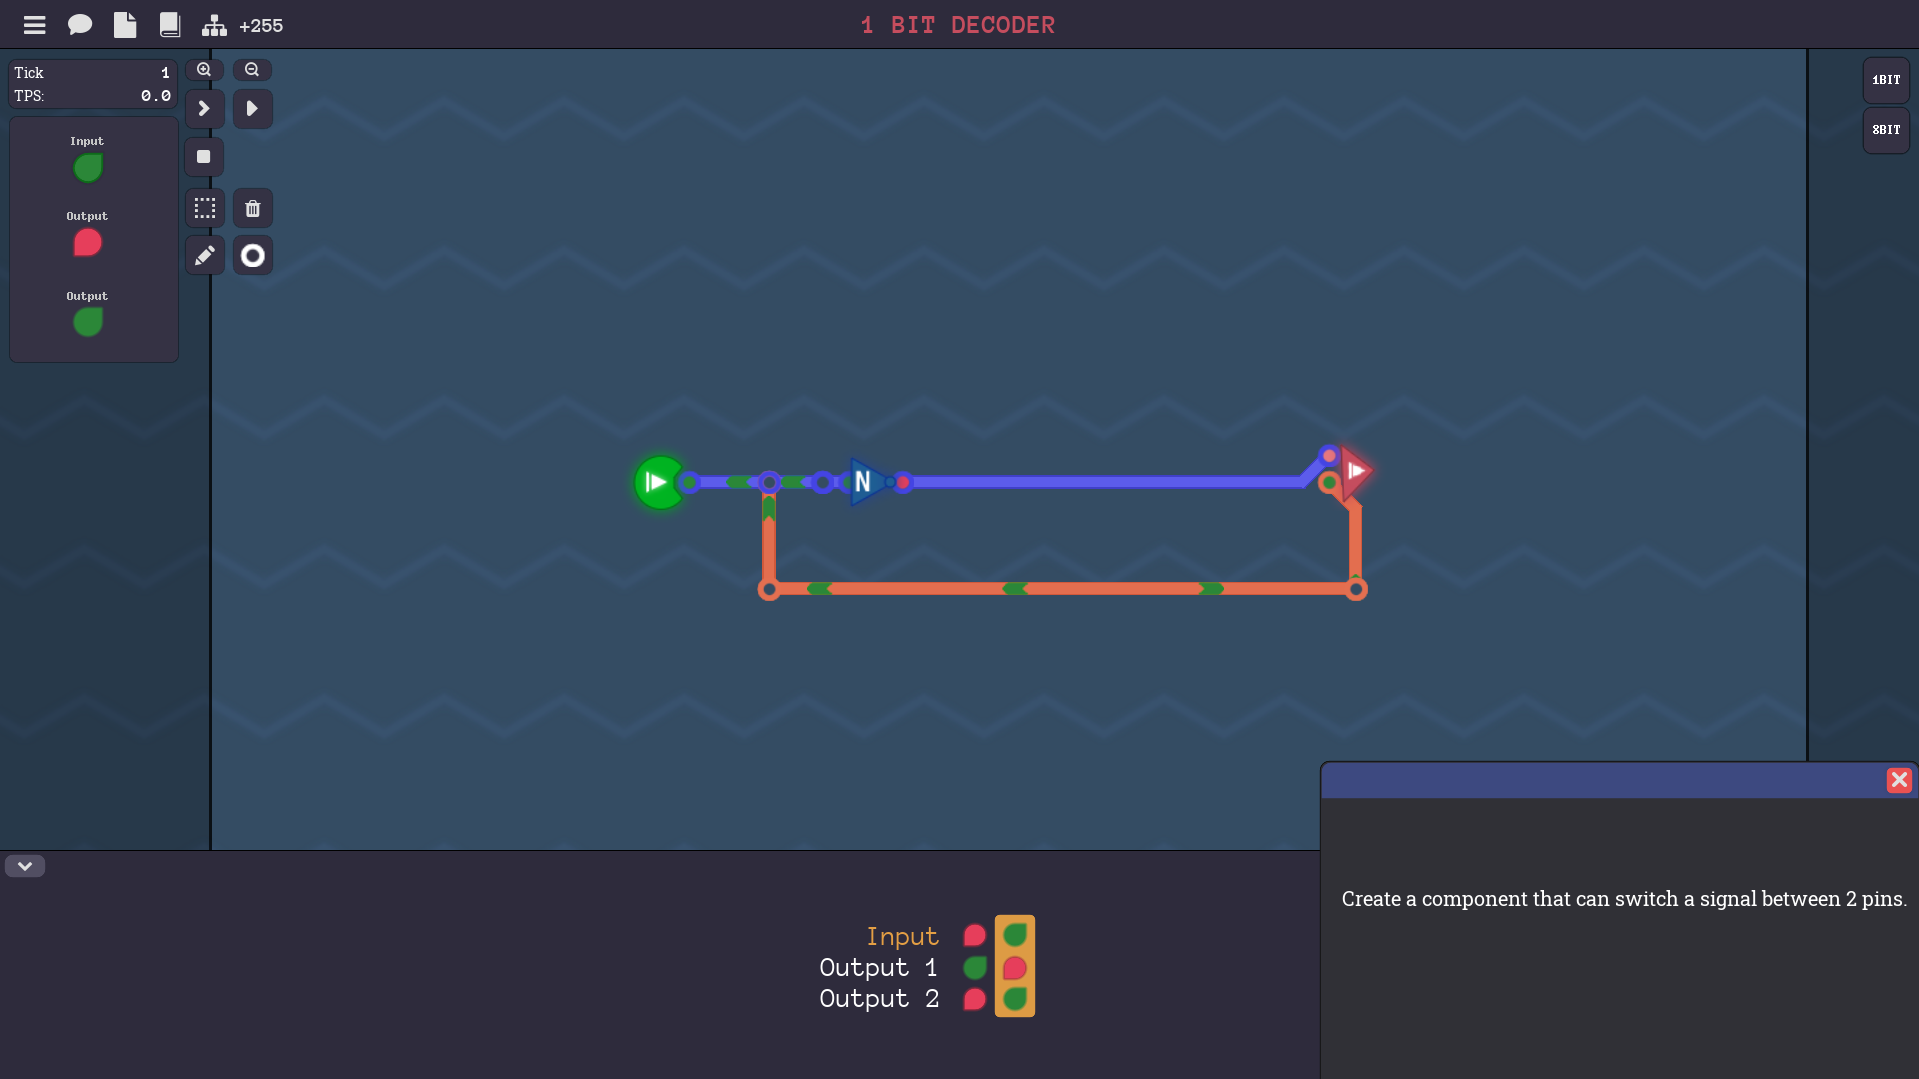 +255
1 BIT DECODER
Tick 1
TPS: 0.0
Input
Output
Output
1BIT
8BIT
N
Create a component that can switch a signal between 2 pins.
Input
Output 1
Output 2